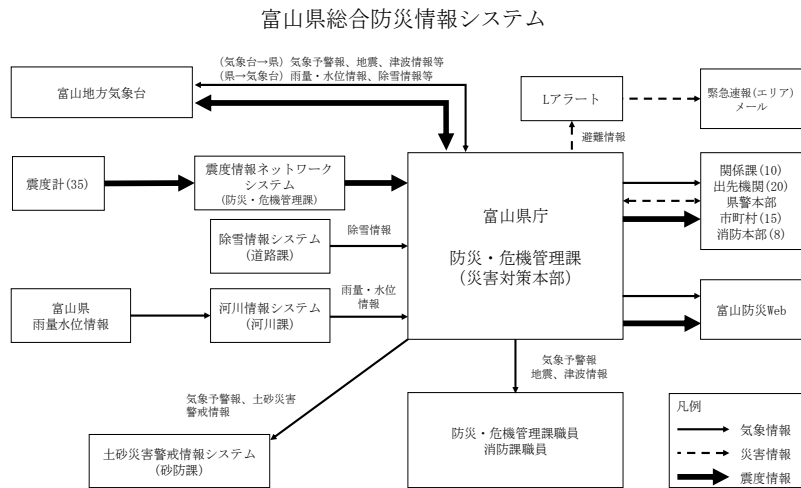 富山県総合防災情報システム
(気象台→県) 気象予警報、地震、津波情報等
(県→気象台) 雨量・水位情報、除雪情報等
富山地方気象台
Lアラート
緊急速報(エリア)
メール
避難情報
震度計(35)
震度情報ネットワーク
システム
(防災・危機管理課)
富山県庁
防災・危機管理課
(災害対策本部)
関係課(10)
出先機関(20)
県警本部
市町村(15)
消防本部(8)
除雪情報システム
(道路課)
除雪情報
富山県
雨量水位情報
河川情報システム
(河川課)
雨量・水位
情報
富山防災Web
気象予警報
地震、津波情報
気象予警報、土砂災害
警戒情報
土砂災害警戒情報システム
(砂防課)
防災・危機管理課職員
消防課職員
凡例
気象情報
災害情報
震度情報